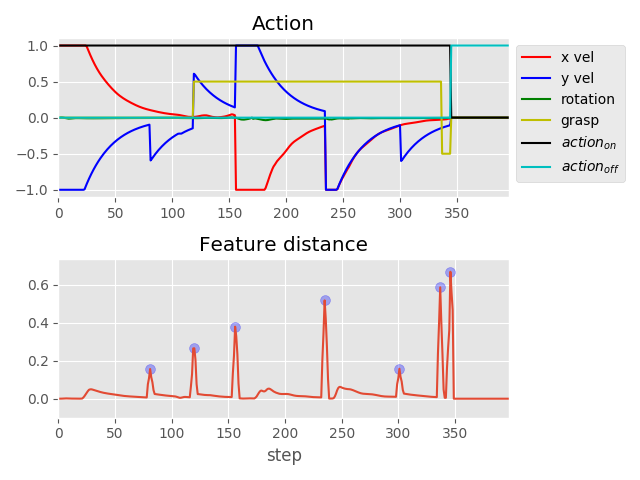 Action
1.0
0.5
0.0
−0.5
−1.0
0
50
100
150
200
250
300
350
x vel
y vel
rotation
grasp
action_on
action_off
Feature distance
0.6
0.4
0.2
0.0
0
50
100
150
200
250
300
350
step